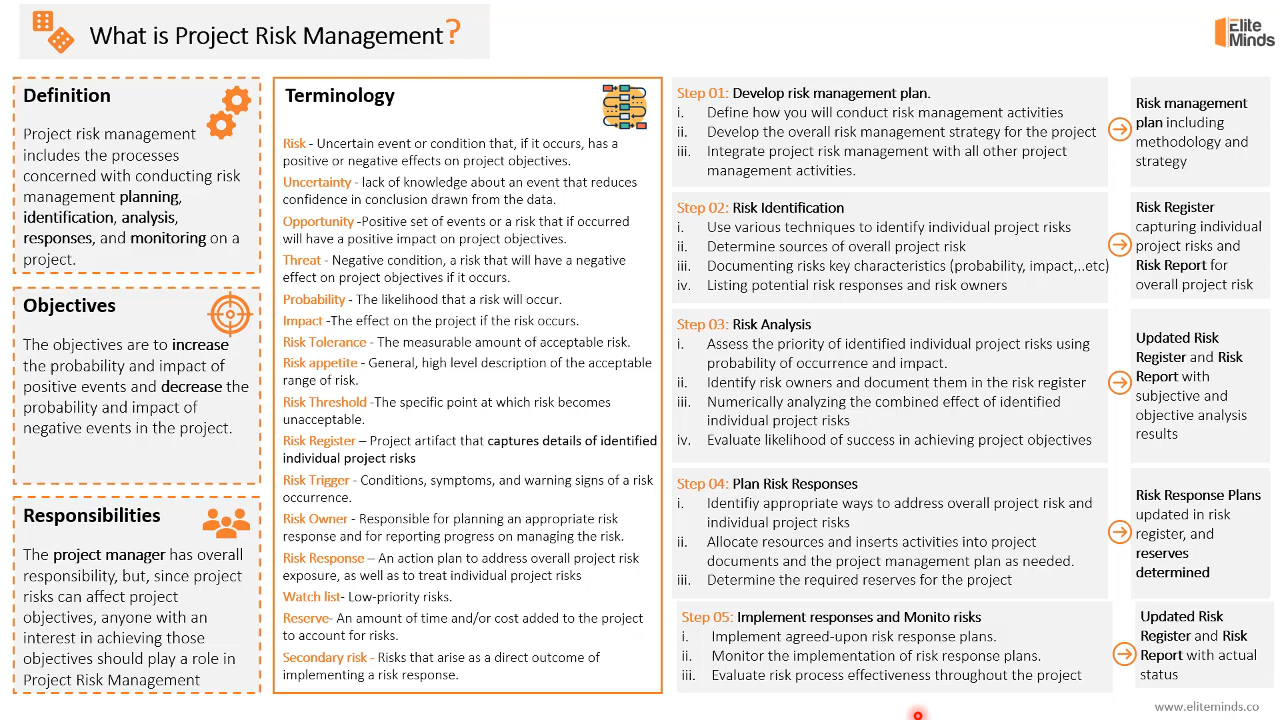 What is Project Risk Management?
Elite
Minds
Definition
Project risk management
includes the processes
concerned with conducting risk
management planning,
identification, analysis,
responses, and monitoring on a
project.
Objectives
The objectives are to increase
the probability and impact of
positive events and decrease the
probability and impact of
negative events in the project.
Responsibilities
The project manager has overall
responsibility, but, since project
risks can affect project
objectives, anyone with an
interest in achieving those
objectives should play a role in
Project Risk Management
Terminology
Risk - Uncertain event or condition that, if it occurs, has a
positive or negative effects on project objectives.
Uncertainty - lack of knowledge about an event that reduces
confidence in conclusion drawn from the data.
Opportunity -Positive set of events or a risk that if occurred
will have a positive impact on project objectives.
Threat - Negative condition, a risk that will have a negative
effect on project objectives if it occurs.
Probability - The likelihood that a risk will occur.
Impact -The effect on the project if the risk occurs.
Risk Tolerance - The measurable amount of acceptable risk.
Risk appetite - General, high level description of the acceptable
range of risk.
Risk Threshold -The specific point at which risk becomes
unacceptable.
Risk Register – Project artifact that captures details of identified
individual project risks
Risk Trigger - Conditions, symptoms, and warning signs of a risk
occurrence.
Risk Owner - Responsible for planning an appropriate risk
response and for reporting progress on managing the risk.
Risk Response – An action plan to address overall project risk
exposure, as well as to treat individual project risks
Watch list- Low-priority risks.
Reserve- An amount of time and/or cost added to the project
to account for risks.
Secondary risk - Risks that arise as a direct outcome of
implementing a risk response.
Step 01: Develop risk management plan.
i. Define how you will conduct risk management activities
ii. Develop the overall risk management strategy for the project
iii. Integrate project risk management with all other project
management activities.
Risk management
plan including
methodology and
strategy
Step 02: Risk Identification
i. Use various techniques to identify individual project risks
ii. Determine sources of overall project risk
iii. Documenting risks key characteristics (probability, impact,..etc)
iv. Listing potential risk responses and risk owners
Risk Register
capturing individual
project risks and
Risk Report for
overall project risk
Step 03: Risk Analysis
i. Assess the priority of identified individual project risks using
probability of occurrence and impact.
ii. Identify risk owners and document them in the risk register
iii. Numerically analyzing the combined effect of identified
individual project risks
iv. Evaluate likelihood of success in achieving project objectives
Updated Risk
Register and Risk
Report with
subjective and
objective analysis
results
Step 04: Plan Risk Responses
i. Identifiy appropriate ways to address overall project risk and
individual project risks
ii. Allocate resources and inserts activities into project
documents and the project management plan as needed.
iii. Determine the required reserves for the project
Risk Response Plans
updated in risk
register, and
reserves
determined
Step 05: Implement responses and Monito risks
i. Implement agreed-upon risk response plans.
ii. Monitor the implementation of risk response plans.
iii. Evaluate risk process effectiveness throughout the project
Updated Risk
Register and Risk
Report with actual
status
www.eliteminds.co